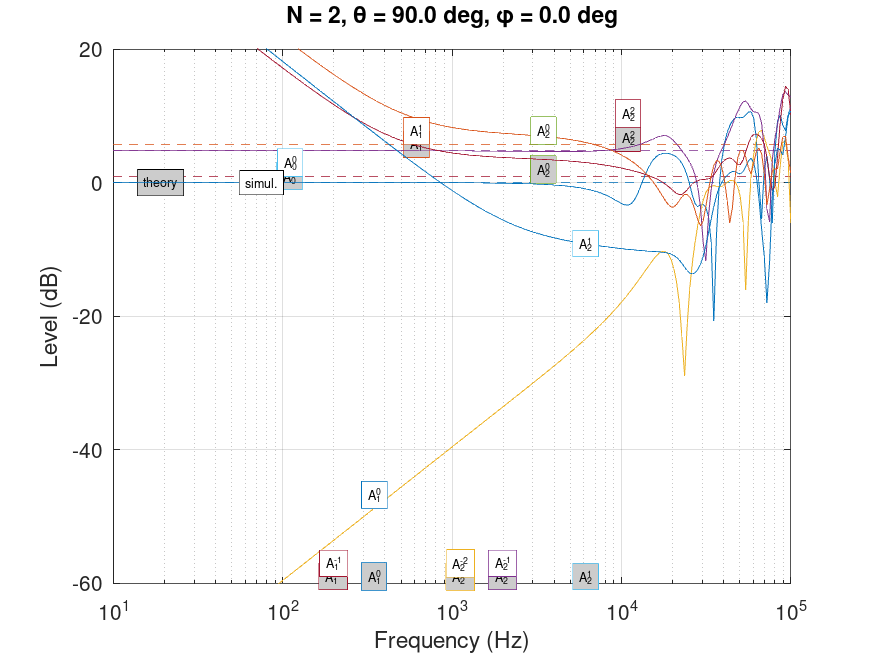 N = 2, θ = 90.0 deg, φ = 0.0 deg
20
0
-20
-40
-60
Level (dB)
10^1
10^2
10^3
10^4
10^5
Frequency (Hz)
theory
simul.
A_0^0
A_1^1
A_2^0
A_2^0
A_2^2
A_2^2
A_2^1
A_1^0
A_1^-1
A_1^0
A_2^-2
A_2^-1
A_2^1